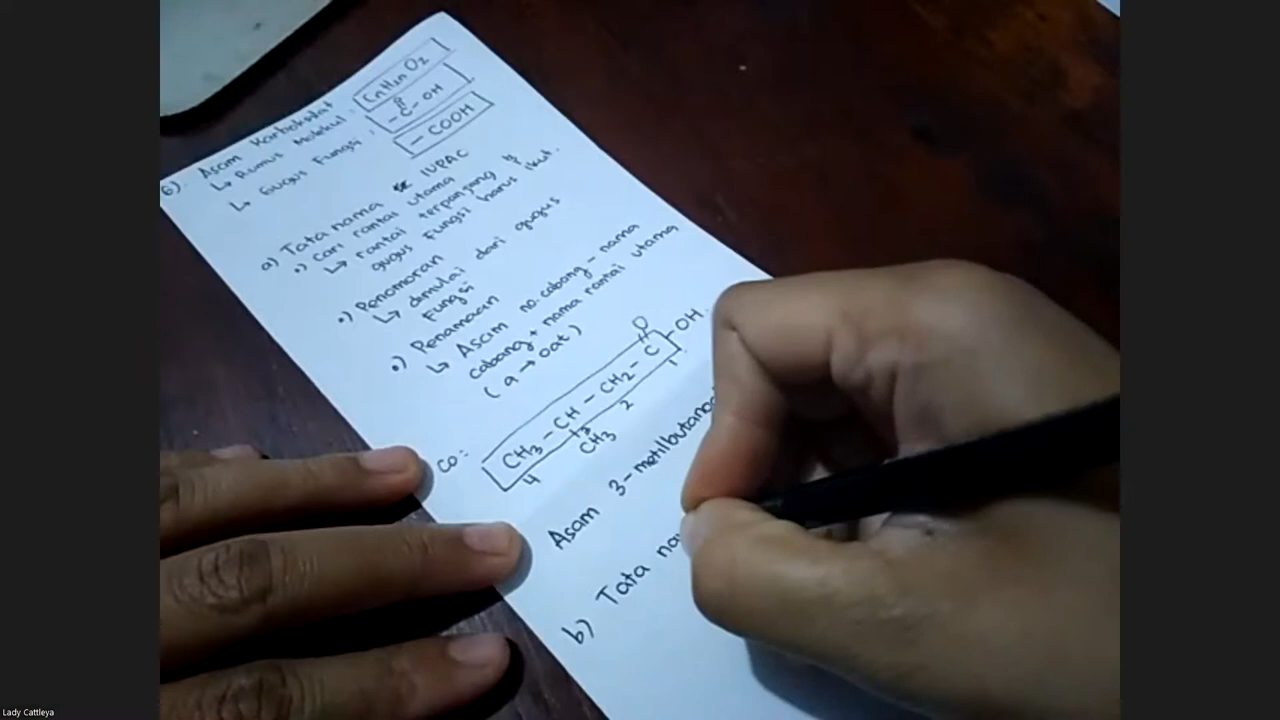 6). Asam Karboksilat
↳ Rumus Molekul : CnH2nO2
↳ Gugus Fungsi : -C-OH
O
- COOH
a) Tata nama IUPAC
•) Cari rantai utama
↳ rantai terpanjang
gugus fungsi harus ikut.
•) Penomoran
↳ dimulai dari gugus
fungsi
•) Penamaan
↳ Asam no.cabang - nama
cabang + nama rantai utama
(a → oat)
Co:
O
CH3 - CH - CH2 - C - OH
4 3 2 1
CH3
Asam 3-metilbutanoa
b) Tata na
Lady Cattleya